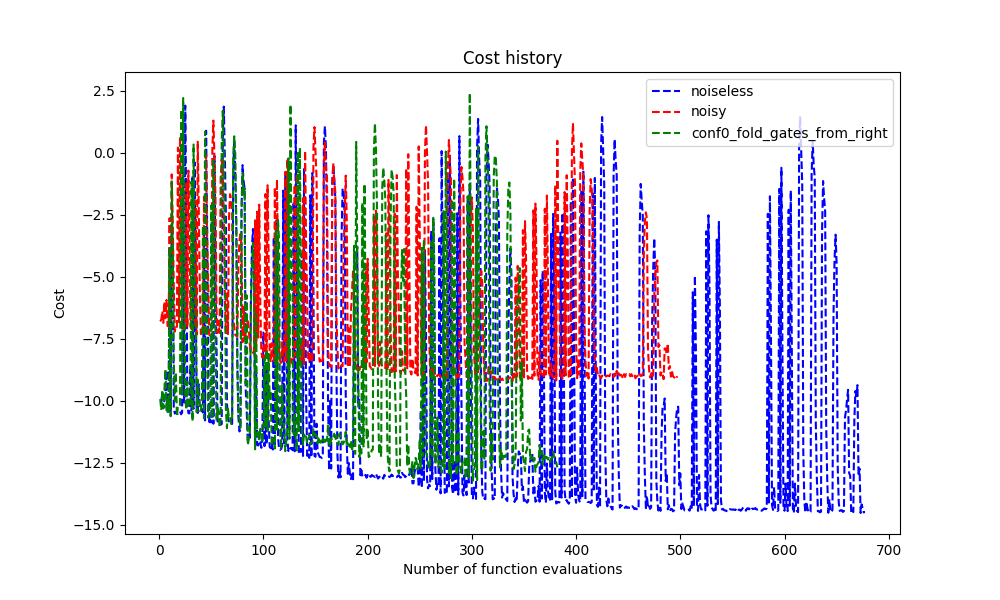 Cost history
noiseless
noisy
conf0_fold_gates_from_right
2.5
0.0
−2.5
−5.0
−7.5
−10.0
−12.5
−15.0
Cost
0 100 200 300 400 500 600 700
Number of function evaluations